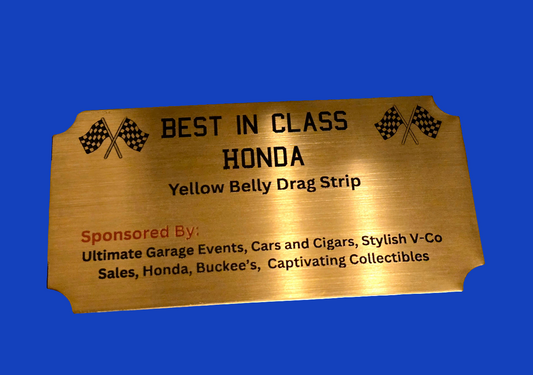 BEST IN CLASS
HONDA
Yellow Belly Drag Strip
Sponsored By:
Ultimate Garage Events, Cars and Cigars, Stylish V-Co
Sales, Honda, Buckee's, Captivating Collectibles